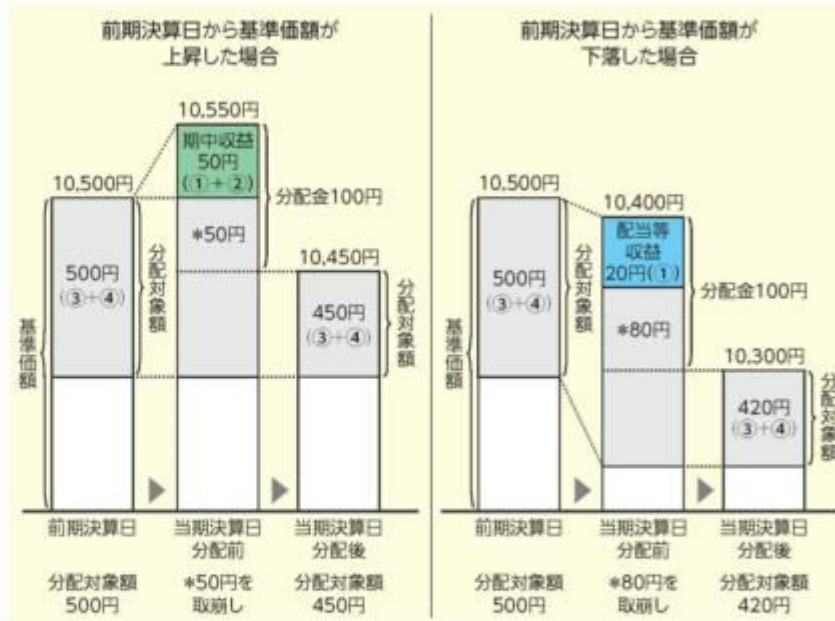 前期決算日から基準価額が
上昇した場合
10,550円
期中収益
50円
(①+②)
10,500円
分配金100円
*50円
10,450円
500円
(③+④)
分配対象額
450円
(③+④)
分配対象額
基準価額
前期決算日
当期決算日
分配前
当期決算日
分配後
分配対象額
500円
*50円を
取崩し
分配対象額
450円
前期決算日から基準価額が
下落した場合
10,500円
10,400円
配当等
収益
20円(①)
500円
(③+④)
分配対象額
分配金100円
*80円
10,300円
基準価額
420円
(③+④)
分配対象額
前期決算日
当期決算日
分配前
当期決算日
分配後
分配対象額
500円
*80円を
取崩し
分配対象額
420円